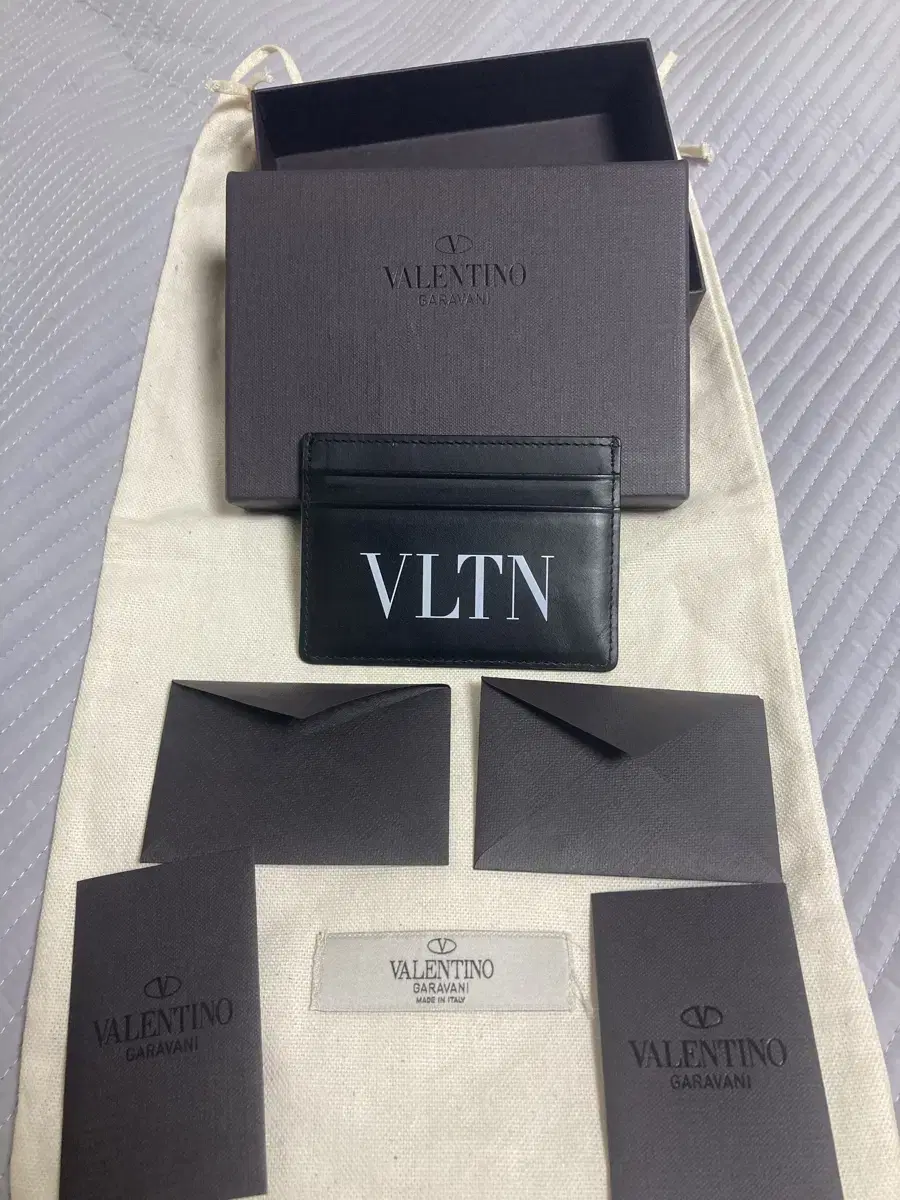 V
VALENTINO
GARAVANI
VLTN
V
VALENTINO
GARAVANI
MADE IN ITALY
V
VALENTINO
GARAVANI
V
VALENTINO
GARAVANI